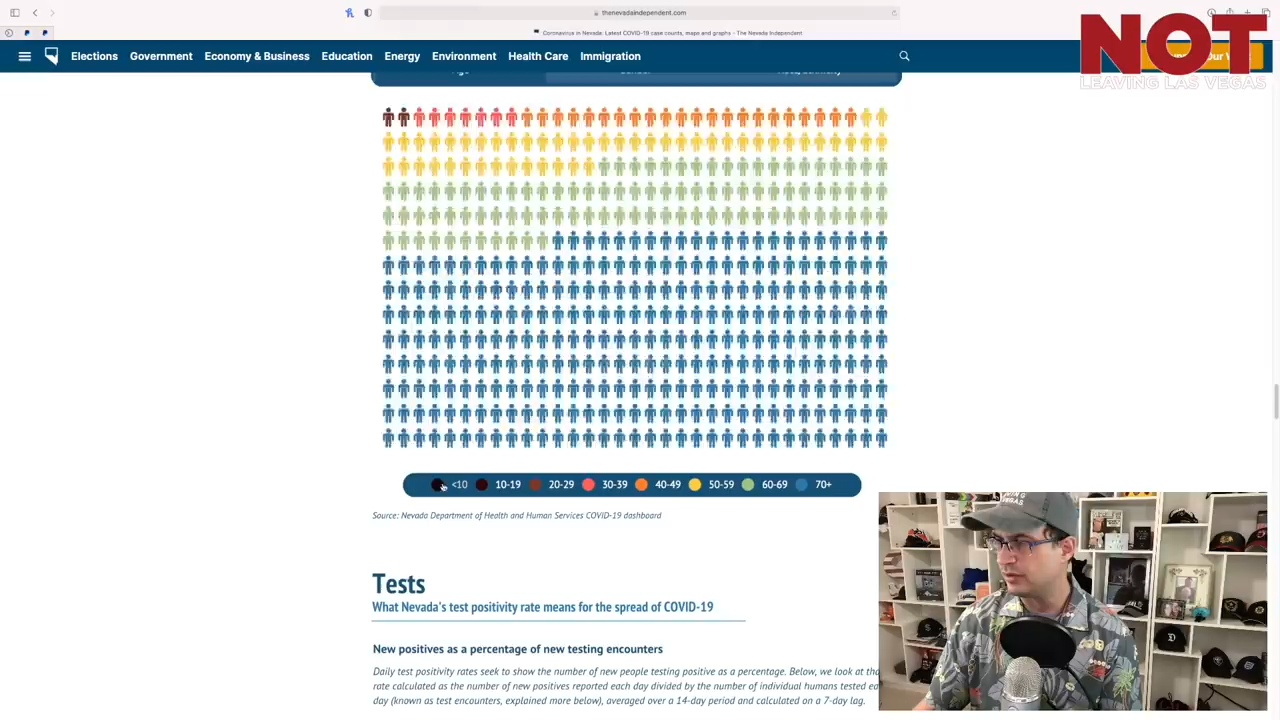 thenevadaindependent.com
Coronavirus in Nevada: Latest COVID-19 case counts, maps and graphs - The Nevada Independent
Elections Government Economy & Business Education Energy Environment Health Care Immigration
NOT
LEAVING LAS VEGAS
<10 10-19 20-29 30-39 40-49 50-59 60-69 70+
Source: Nevada Department of Health and Human Services COVID-19 dashboard
Tests
What Nevada's test positivity rate means for the spread of COVID-19
New positives as a percentage of new testing encounters
Daily test positivity rates seek to show the number of new people testing positive as a percentage. Below, we look at
rate calculated as the number of new positives reported each day divided by the number of individual humans tested
day (known as test encounters, explained more below), averaged over a 14-day period and calculated on a 7-day lag.
VEGAS
D